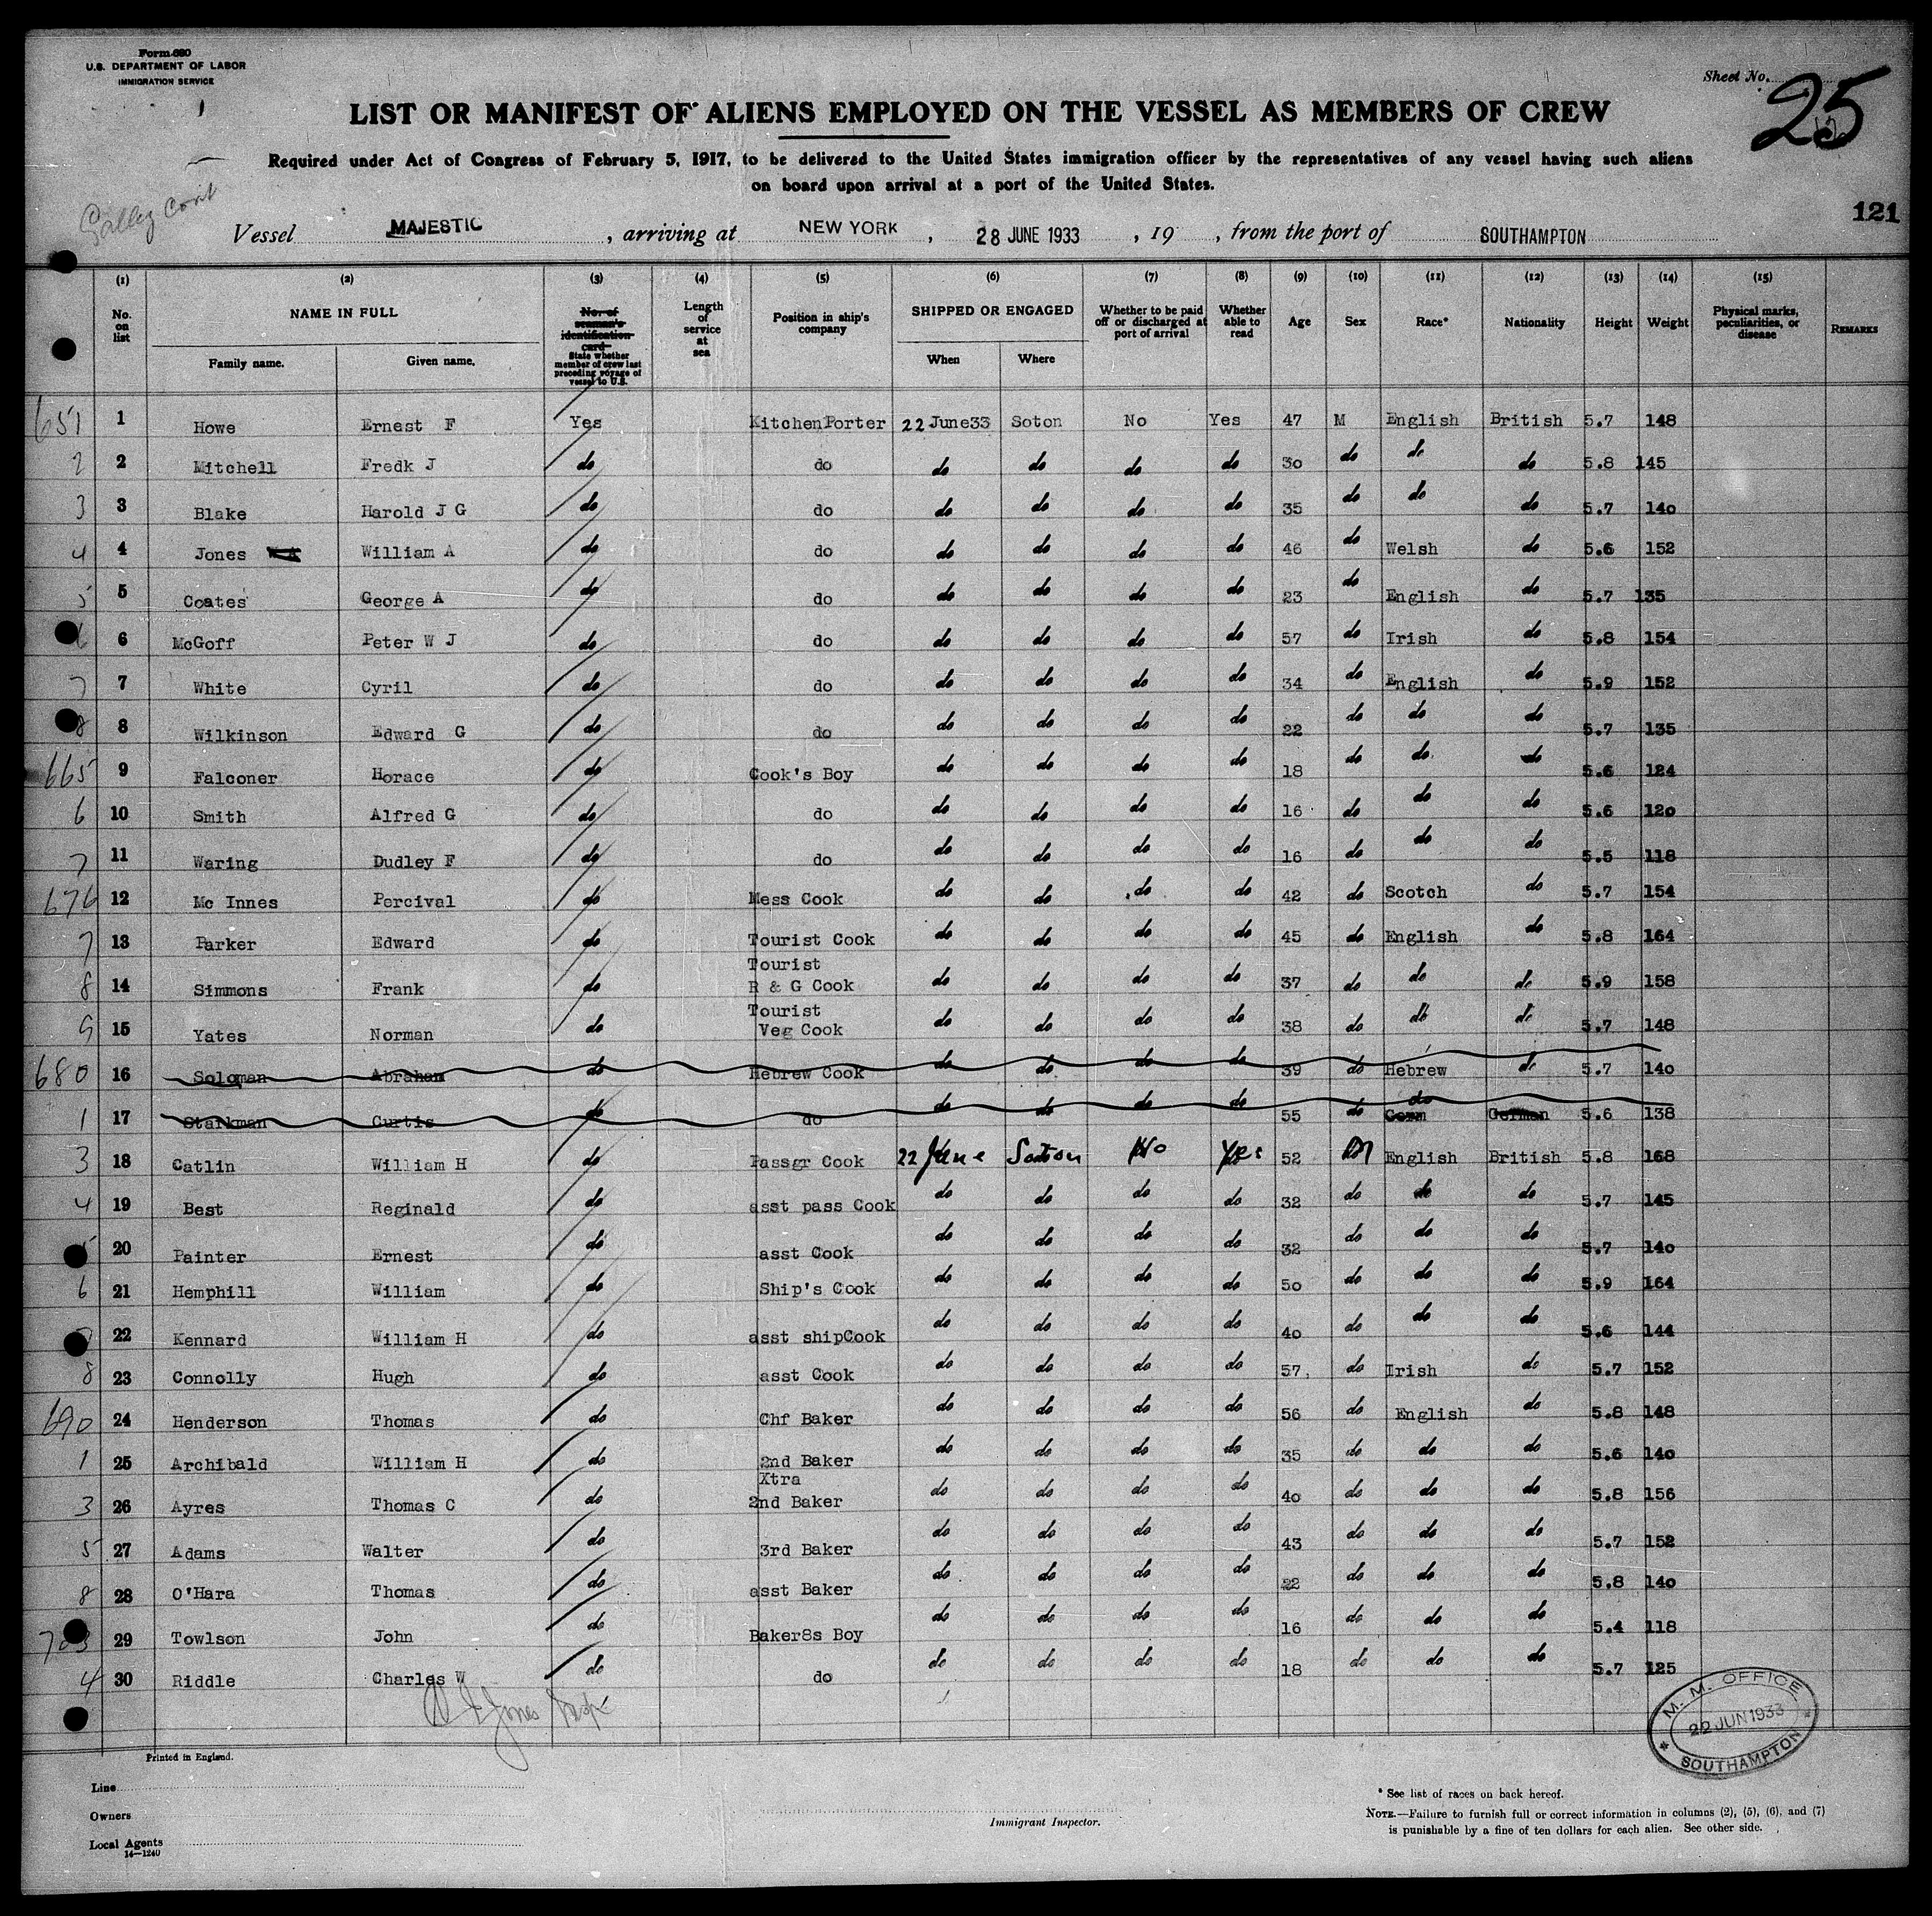 Form 680
U.S. DEPARTMENT OF LABOR
IMMIGRATION SERVICE
Sheet No.
25
LIST OR MANIFEST OF ALIENS EMPLOYED ON THE VESSEL AS MEMBERS OF CREW
Required under Act of Congress of February 5, 1917, to be delivered to the United States immigration officer by the representatives of any vessel having such aliens
on board upon arrival at a port of the United States.
Galley cont
121
Vessel MAJESTIC, arriving at NEW YORK, 28 JUNE 1933, 19 , from the port of SOUTHAMPTON
(1) (2) (3) (4) (5) (6) (7) (8) (9) (10) (11) (12) (13) (14) (15)
No. on list NAME IN FULL Family name. Given name. No. of seaman's identification card State whether member of crew last preceding voyage of vessel to U.S. Length of service at sea Position in ship's company SHIPPED OR ENGAGED When Where Whether to be paid off or discharged at port of arrival Whether able to read Age Sex Race* Nationality Height Weight Physical marks, peculiarities, or disease REMARKS
651 1 Howe Ernest F Yes KitchenPorter 22 June33 Soton No Yes 47 M English British 5.7 148
2 2 Mitchell Fredk J do do do do do do 30 do do do 5.8 145
3 3 Blake Harold J G do do do do do do 35 do do do 5.7 140
4 4 Jones William A do do do do do do 46 do Welsh do 5.6 152
5 5 Coates George A do do do do do do 23 do English do 5.7 135
6 6 McGoff Peter W J do do do do do do 57 do Irish do 5.8 154
7 7 White Cyril do do do do do do 34 do English do 5.9 152
8 8 Wilkinson Edward G do do do do do do 22 do do do 5.7 135
665 9 Falconer Horace do Cook's Boy do do do do 18 do do do 5.6 124
6 10 Smith Alfred G do do do do do do 16 do do do 5.6 120
7 11 Waring Dudley F do do do do do do 16 do do do 5.5 118
676 12 Mc Innes Percival do Mess Cook do do do do 42 do Scotch do 5.7 154
7 13 Parker Edward do Tourist Cook do do do do 45 do English do 5.8 164
8 14 Simmons Frank do Tourist R & G Cook do do do do 37 do do do 5.9 158
9 15 Yates Norman do Tourist Veg Cook do do do do 38 do do do 5.7 148
680 16 Soloman Abraham do Hebrew Cook do do do do 39 do Hebrew do 5.7 140
1 17 Starkman Curtis do do do do do do 55 do Germ do German 5.6 138
3 18 Catlin William H do Passgr Cook 22 June Soton No Yes 52 M English British 5.8 168
4 19 Best Reginald do asst pass Cook do do do do 32 do do do 5.7 145
5 20 Painter Ernest do asst Cook do do do do 32 do do do 5.7 140
6 21 Hemphill William do Ship's Cook do do do do 50 do do do 5.9 164
7 22 Kennard William H do asst shipCook do do do do 40 do do do 5.6 144
8 23 Connolly Hugh do asst Cook do do do do 57 do Irish do 5.7 152
690 24 Henderson Thomas do Chf Baker do do do do 56 do English do 5.8 148
1 25 Archibald William H do 2nd Baker do do do do 35 do do do 5.6 140
3 26 Ayres Thomas C do Xtra 2nd Baker do do do do 40 do do do 5.8 156
5 27 Adams Walter do 3rd Baker do do do do 43 do do do 5.7 152
8 28 O'Hara Thomas do asst Baker do do do do 22 do do do 5.8 140
703 29 Towlson John do Baker8s Boy do do do do 16 do do do 5.4 118
4 30 Riddle Charles W do do do do do do 18 do do do 5.7 125
Jones
M. M. OFFICE
22 JUN 1933
SOUTHAMPTON
Printed in England.
Line
Owners
Local Agents
14—1240
Immigrant Inspector.
* See list of races on back hereof.
NOTE.—Failure to furnish full or correct information in columns (2), (5), (6), and (7)
is punishable by a fine of ten dollars for each alien. See other side.